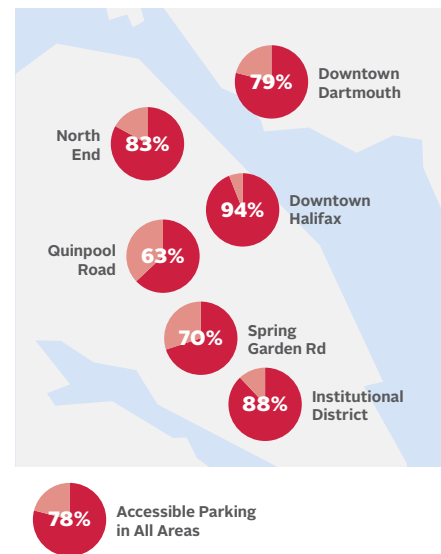 79%
Downtown
Dartmouth
North
End
83%
94%
Downtown
Halifax
Quinpool
Road
63%
70%
Spring
Garden Rd
88%
Institutional
District
78%
Accessible Parking
in All Areas